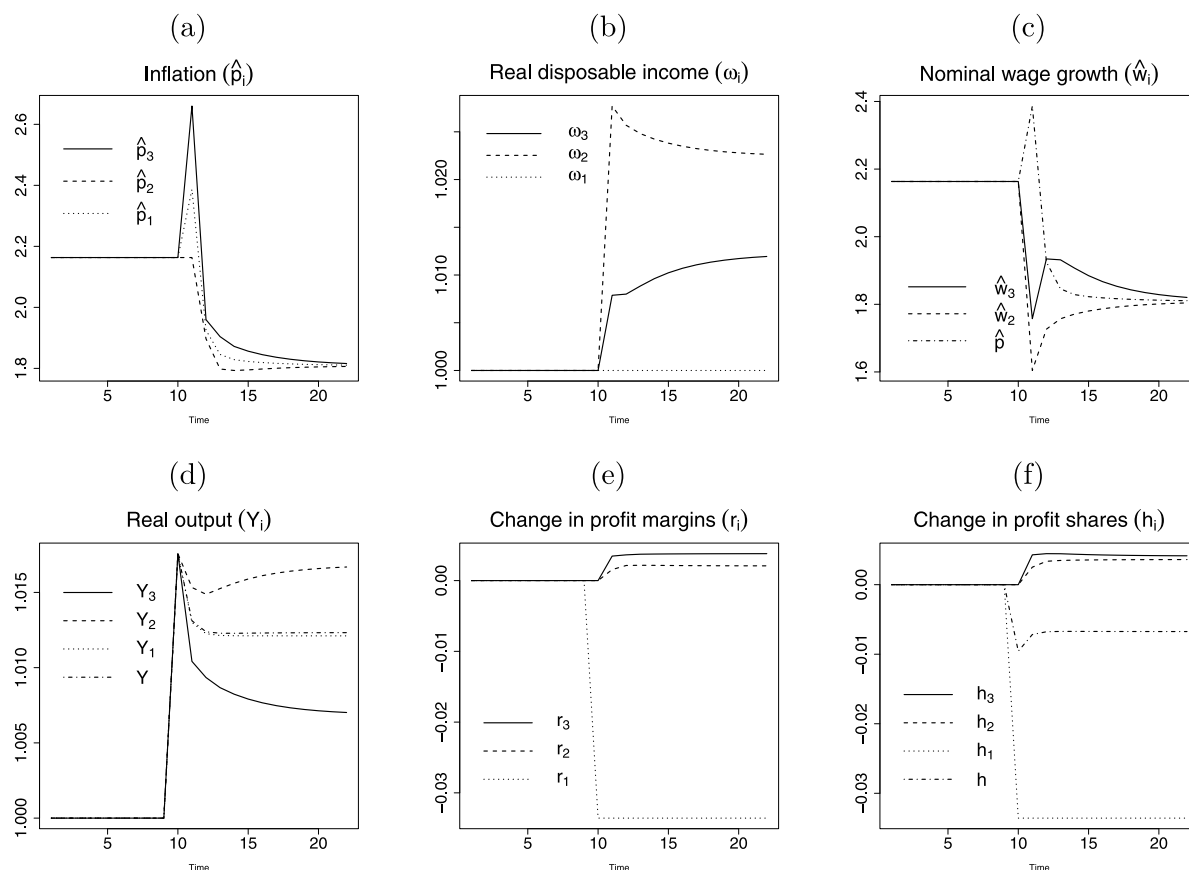 (a)
Inflation (p̂ᵢ)
2.6
2.4
2.2
2.0
1.8
p̂₃
p̂₂
p̂₁
5 10 15 20
Time
(b)
Real disposable income (ωᵢ)
1.020
1.010
1.000
ω₃
ω₂
ω₁
5 10 15 20
Time
(c)
Nominal wage growth (ŵᵢ)
2.4
2.2
2.0
1.8
1.6
ŵ₃
ŵ₂
p̂
5 10 15 20
Time
(d)
Real output (Yᵢ)
1.015
1.010
1.005
1.000
Y₃
Y₂
Y₁
Y
5 10 15 20
Time
(e)
Change in profit margins (rᵢ)
0.00
−0.01
−0.02
−0.03
r₃
r₂
r₁
5 10 15 20
Time
(f)
Change in profit shares (hᵢ)
0.00
−0.01
−0.02
−0.03
h₃
h₂
h₁
h
5 10 15 20
Time